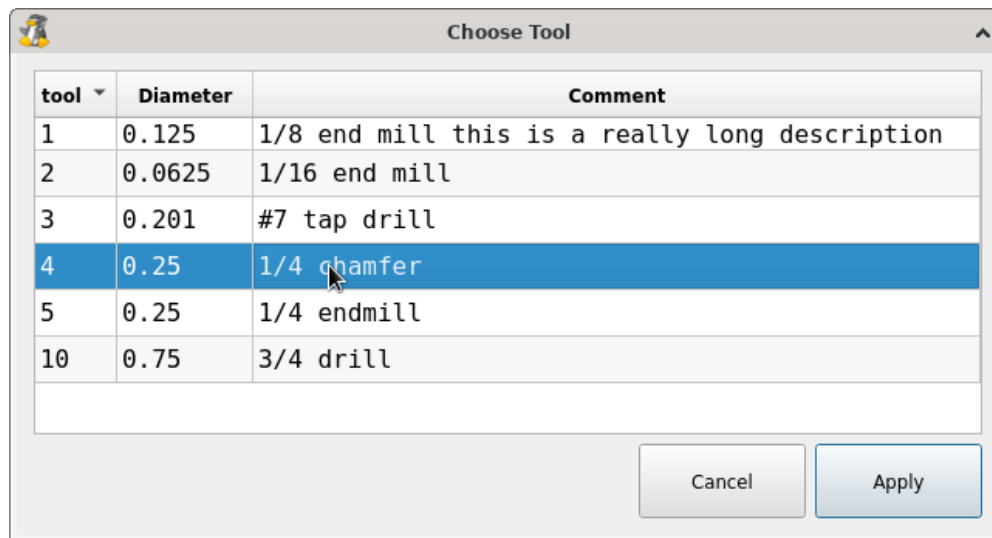 Choose Tool
tool Diameter Comment
1 0.125 1/8 end mill this is a really long description
2 0.0625 1/16 end mill
3 0.201 #7 tap drill
4 0.25 1/4 chamfer
5 0.25 1/4 endmill
10 0.75 3/4 drill
Cancel Apply